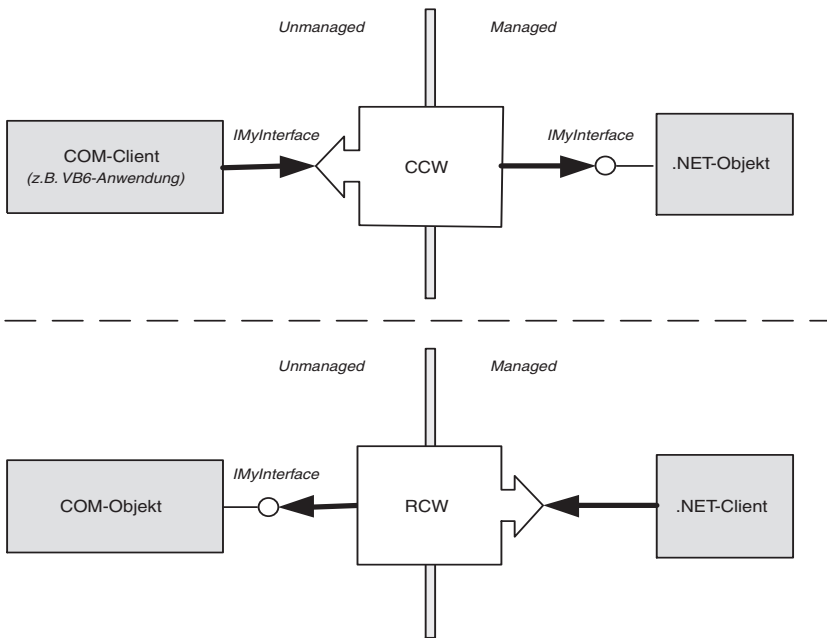 Unmanaged
Managed
IMyInterface
IMyInterface
COM-Client
(z.B. VB6-Anwendung)
CCW
.NET-Objekt
Unmanaged
Managed
IMyInterface
COM-Objekt
RCW
.NET-Client